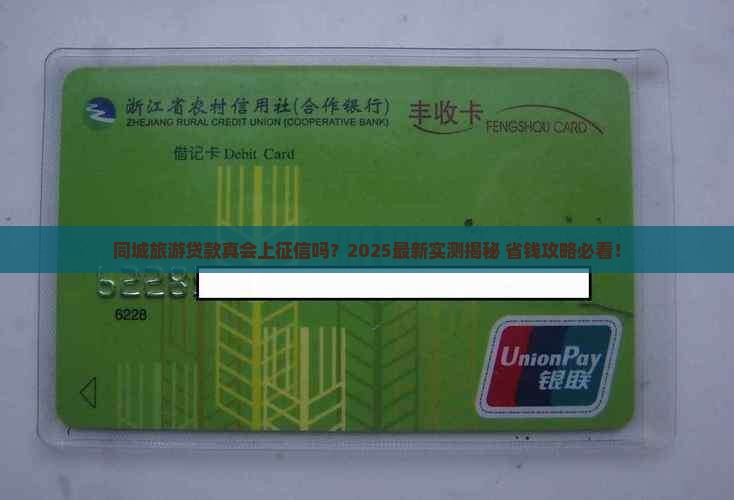 浙江省农村信用社(合作银行)
ZHEJIANG RURAL CREDIT UNION (COOPERATIVE BANK)
丰收卡
FENGSHOU CARD
借记卡 Debit Card
同城旅游贷款真会上征信吗？2025最新实测揭秘 省钱攻略必看！
6228
6228
UnionPay
银联